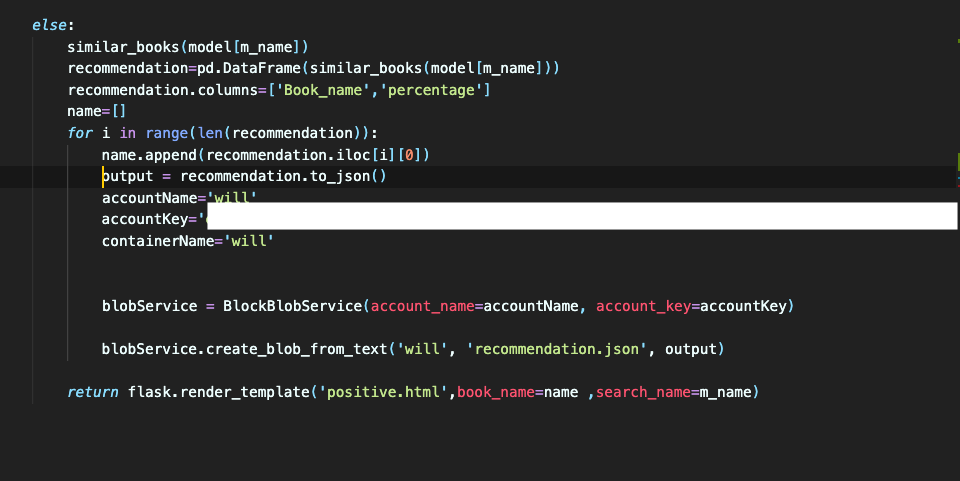 else:
similar_books(model[m_name])
recommendation=pd.DataFrame(similar_books(model[m_name]))
recommendation.columns=['Book_name','percentage']
name=[]
for i in range(len(recommendation)):
name.append(recommendation.iloc[i][0])
output = recommendation.to_json()
accountName='will'
accountKey='
containerName='will'
blobService = BlockBlobService(account_name=accountName, account_key=accountKey)
blobService.create_blob_from_text('will', 'recommendation.json', output)
return flask.render_template('positive.html',book_name=name ,search_name=m_name)